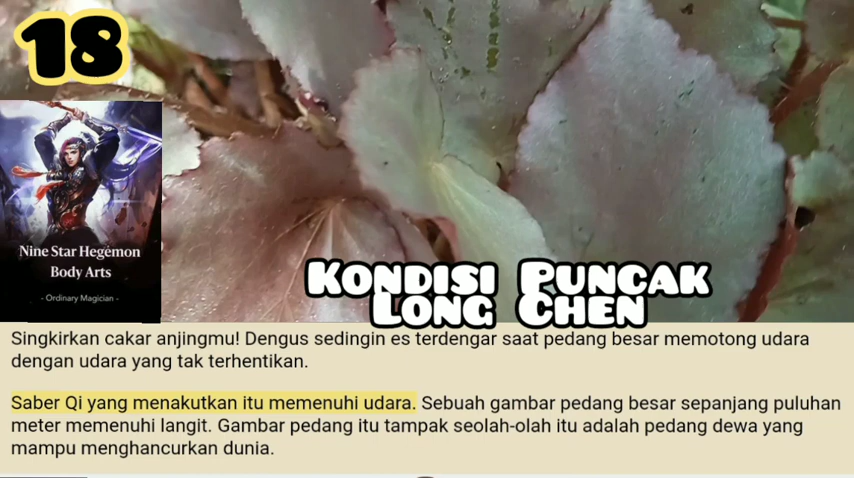 18
Nine Star Hegemon
Body Arts
- Ordinary Magician -
Kondisi Puncak
Long Chen
Singkirkan cakar anjingmu! Dengus sedingin es terdengar saat pedang besar memotong udara
dengan udara yang tak terhentikan.
Saber Qi yang menakutkan itu memenuhi udara. Sebuah gambar pedang besar sepanjang puluhan
meter memenuhi langit. Gambar pedang itu tampak seolah-olah itu adalah pedang dewa yang
mampu menghancurkan dunia.